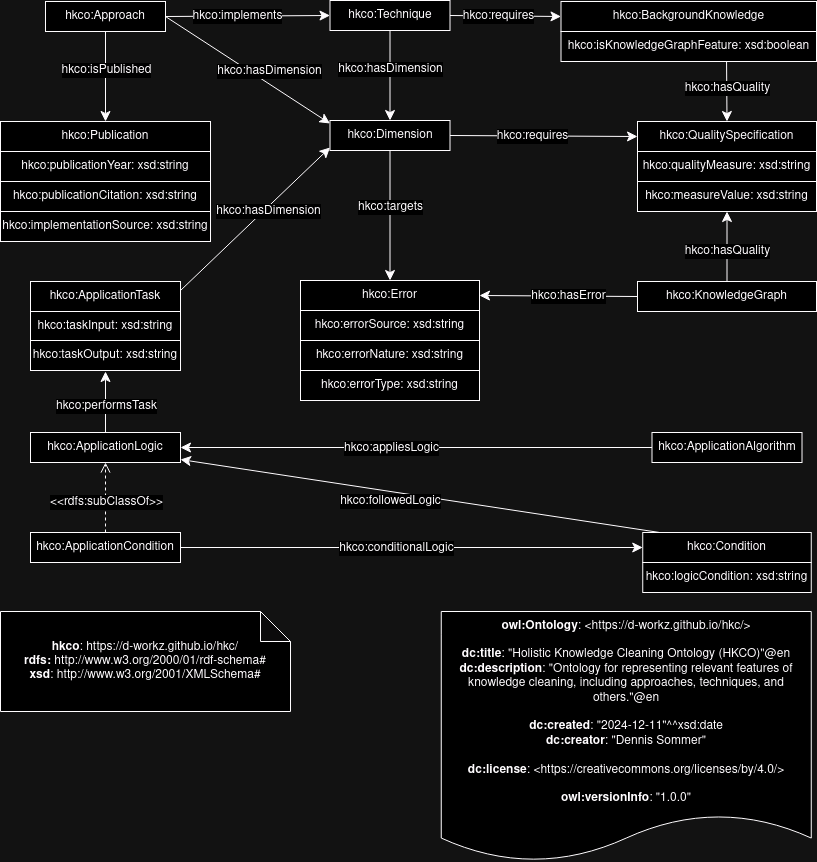 hkco:Approach
hkco:implements
hkco:Technique
hkco:requires
hkco:BackgroundKnowledge
hkco:isKnowledgeGraphFeature: xsd:boolean
hkco:isPublished
hkco:hasDimension
hkco:hasDimension
hkco:hasQuality
hkco:Publication
hkco:publicationYear: xsd:string
hkco:publicationCitation: xsd:string
hkco:implementationSource: xsd:string
hkco:Dimension
hkco:requires
hkco:QualitySpecification
hkco:qualityMeasure: xsd:string
hkco:measureValue: xsd:string
hkco:hasDimension
hkco:targets
hkco:hasQuality
hkco:ApplicationTask
hkco:taskInput: xsd:string
hkco:taskOutput: xsd:string
hkco:Error
hkco:errorSource: xsd:string
hkco:errorNature: xsd:string
hkco:errorType: xsd:string
hkco:hasError
hkco:KnowledgeGraph
hkco:performsTask
hkco:ApplicationLogic
hkco:appliesLogic
hkco:ApplicationAlgorithm
<<rdfs:subClassOf>>
hkco:followedLogic
hkco:ApplicationCondition
hkco:conditionalLogic
hkco:Condition
hkco:logicCondition: xsd:string
hkco: https://d-workz.github.io/hkc/
rdfs: http://www.w3.org/2000/01/rdf-schema#
xsd: http://www.w3.org/2001/XMLSchema#
owl:Ontology: <https://d-workz.github.io/hkc/>
dc:title: "Holistic Knowledge Cleaning Ontology (HKCO)"@en
dc:description: "Ontology for representing relevant features of
knowledge cleaning, including approaches, techniques, and
others."@en
dc:created: "2024-12-11"^^xsd:date
dc:creator: "Dennis Sommer"
dc:license: <https://creativecommons.org/licenses/by/4.0/>
owl:versionInfo: "1.0.0"